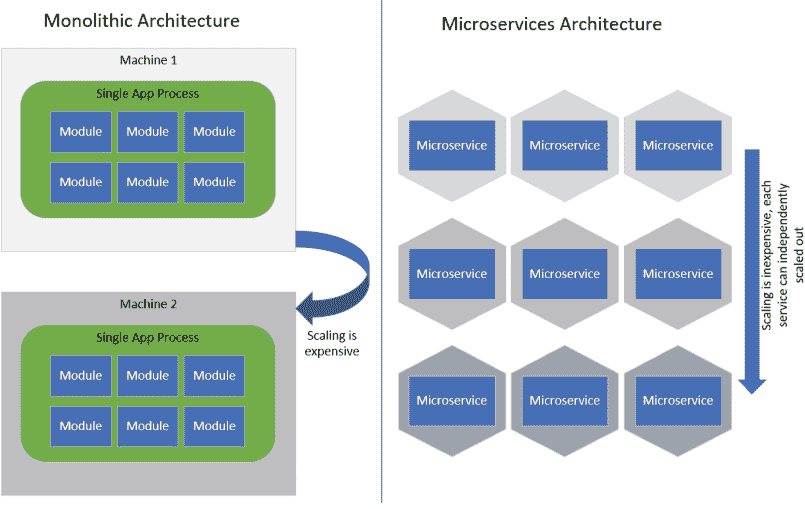 Monolithic Architecture
Machine 1
Single App Process
Module Module Module
Module Module Module
Scaling is
expensive
Machine 2
Single App Process
Module Module Module
Module Module Module
Microservices Architecture
Microservice Microservice Microservice
Microservice Microservice Microservice
Microservice Microservice Microservice
Scaling is inexpensive, each
service can independently
scaled out